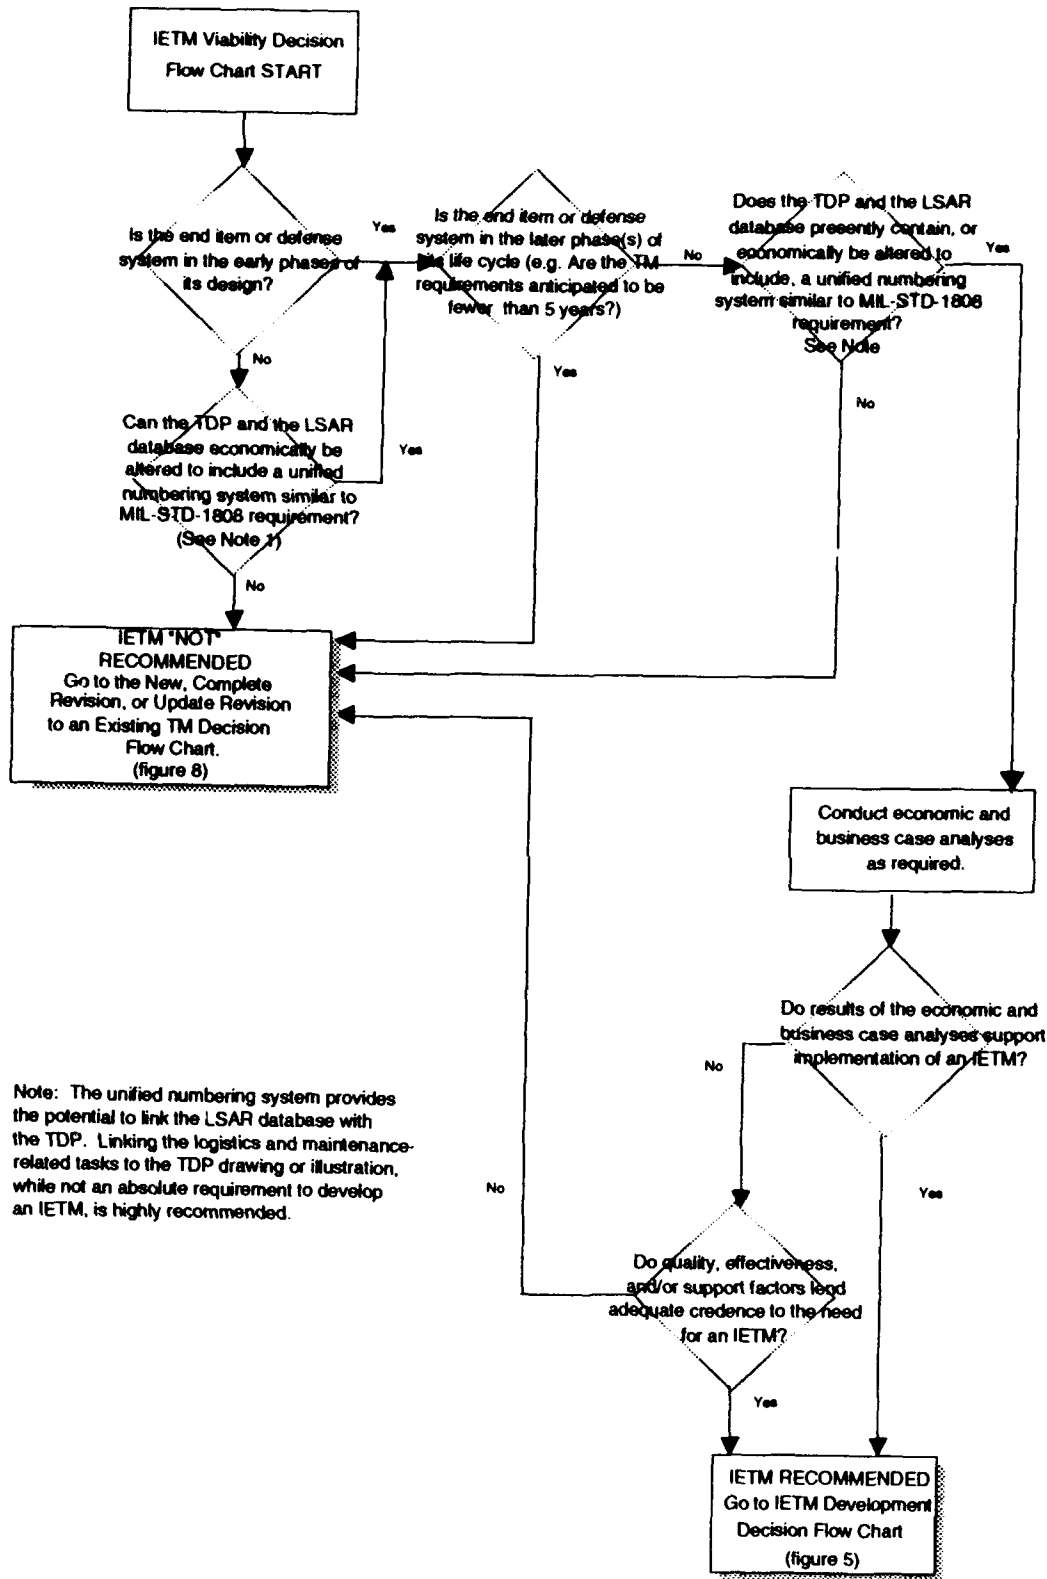 IETM Viability Decision
Flow Chart START
Is the end item or defense
system in the early phases of
its design?
Yes
No
Is the end item or defense
system in the later phase(s) of
its life cycle (e.g. Are the TM
requirements anticipated to be
fewer than 5 years?)
No
Yes
Does the TDP and the LSAR
database presently contain, or
economically be altered to
include, a unified numbering
system similar to MIL-STD-1808
requirement?
See Note
Yes
No
Can the TDP and the LSAR
database economically be
altered to include a unified
numbering system similar to
MIL-STD-1808 requirement?
(See Note 1)
Yes
No
IETM "NOT"
RECOMMENDED
Go to the New, Complete
Revision, or Update Revision
to an Existing TM Decision
Flow Chart.
(figure 8)
Conduct economic and
business case analyses
as required.
Do results of the economic and
business case analyses support
implementation of an IETM?
No
Yes
Note: The unified numbering system provides
the potential to link the LSAR database with
the TDP. Linking the logistics and maintenance-
related tasks to the TDP drawing or illustration,
while not an absolute requirement to develop
an IETM, is highly recommended.
No
Do quality, effectiveness,
and/or support factors lend
adequate credence to the need
for an IETM?
Yes
IETM RECOMMENDED
Go to IETM Development
Decision Flow Chart
(figure 5)